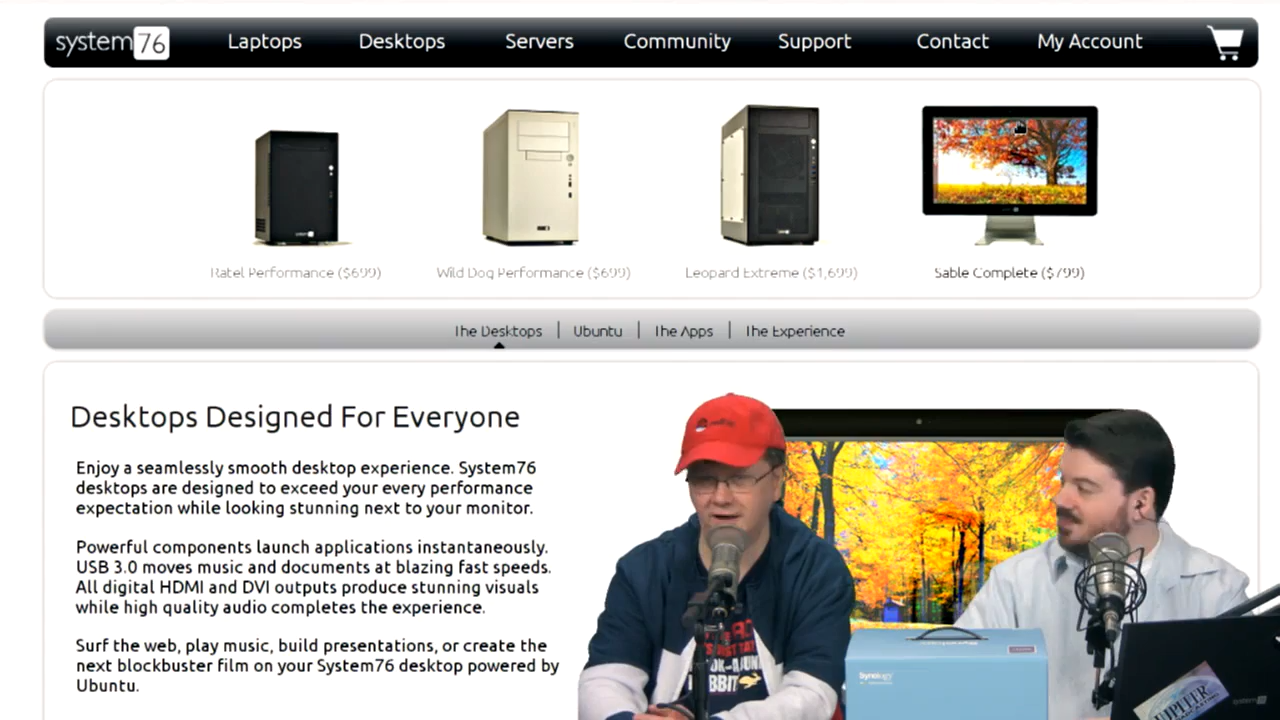 system76 Laptops Desktops Servers Community Support Contact My Account
Ratel Performance ($699) Wild Dog Performance ($699) Leopard Extreme ($1,699) Sable Complete ($799)
The Desktops | Ubuntu | The Apps | The Experience
Desktops Designed For Everyone
Enjoy a seamlessly smooth desktop experience. System76
desktops are designed to exceed your every performance
expectation while looking stunning next to your monitor.
Powerful components launch applications instantaneously.
USB 3.0 moves music and documents at blazing fast speeds.
All digital HDMI and DVI outputs produce stunning visuals
while high quality audio completes the experience.
Surf the web, play music, build presentations, or create the
next blockbuster film on your System76 desktop powered by
Ubuntu.
Synology
JUPITER
system76